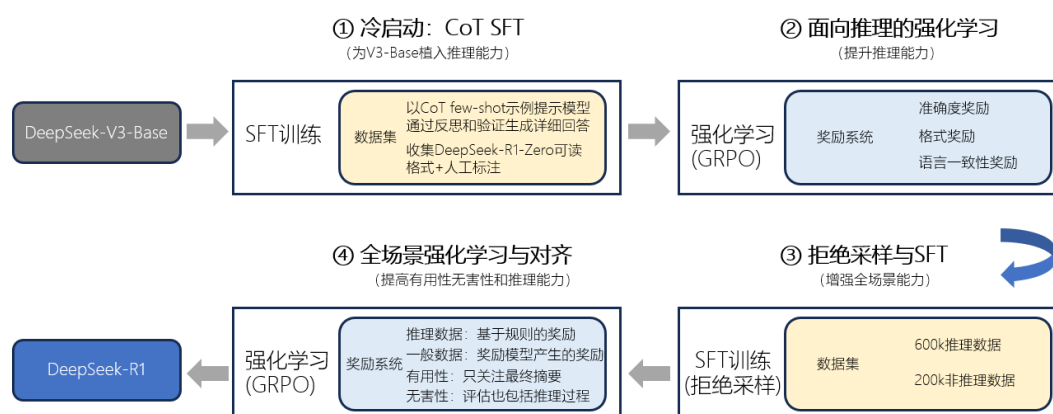 ① 冷启动：CoT SFT
(为V3-Base植入推理能力)
DeepSeek-V3-Base
SFT训练
数据集
以CoT few-shot示例提示模型
通过反思和验证生成详细回答
收集DeepSeek-R1-Zero可读
格式+人工标注
② 面向推理的强化学习
(提升推理能力)
强化学习
(GRPO)
奖励系统
准确度奖励
格式奖励
语言一致性奖励
③ 拒绝采样与SFT
(增强全场景能力)
SFT训练
(拒绝采样)
数据集
600k推理数据
200k非推理数据
④ 全场景强化学习与对齐
(提高有用性无害性和推理能力)
强化学习
(GRPO)
奖励系统
推理数据：基于规则的奖励
一般数据：奖励模型产生的奖励
有用性：只关注最终摘要
无害性：评估也包括推理过程
DeepSeek-R1